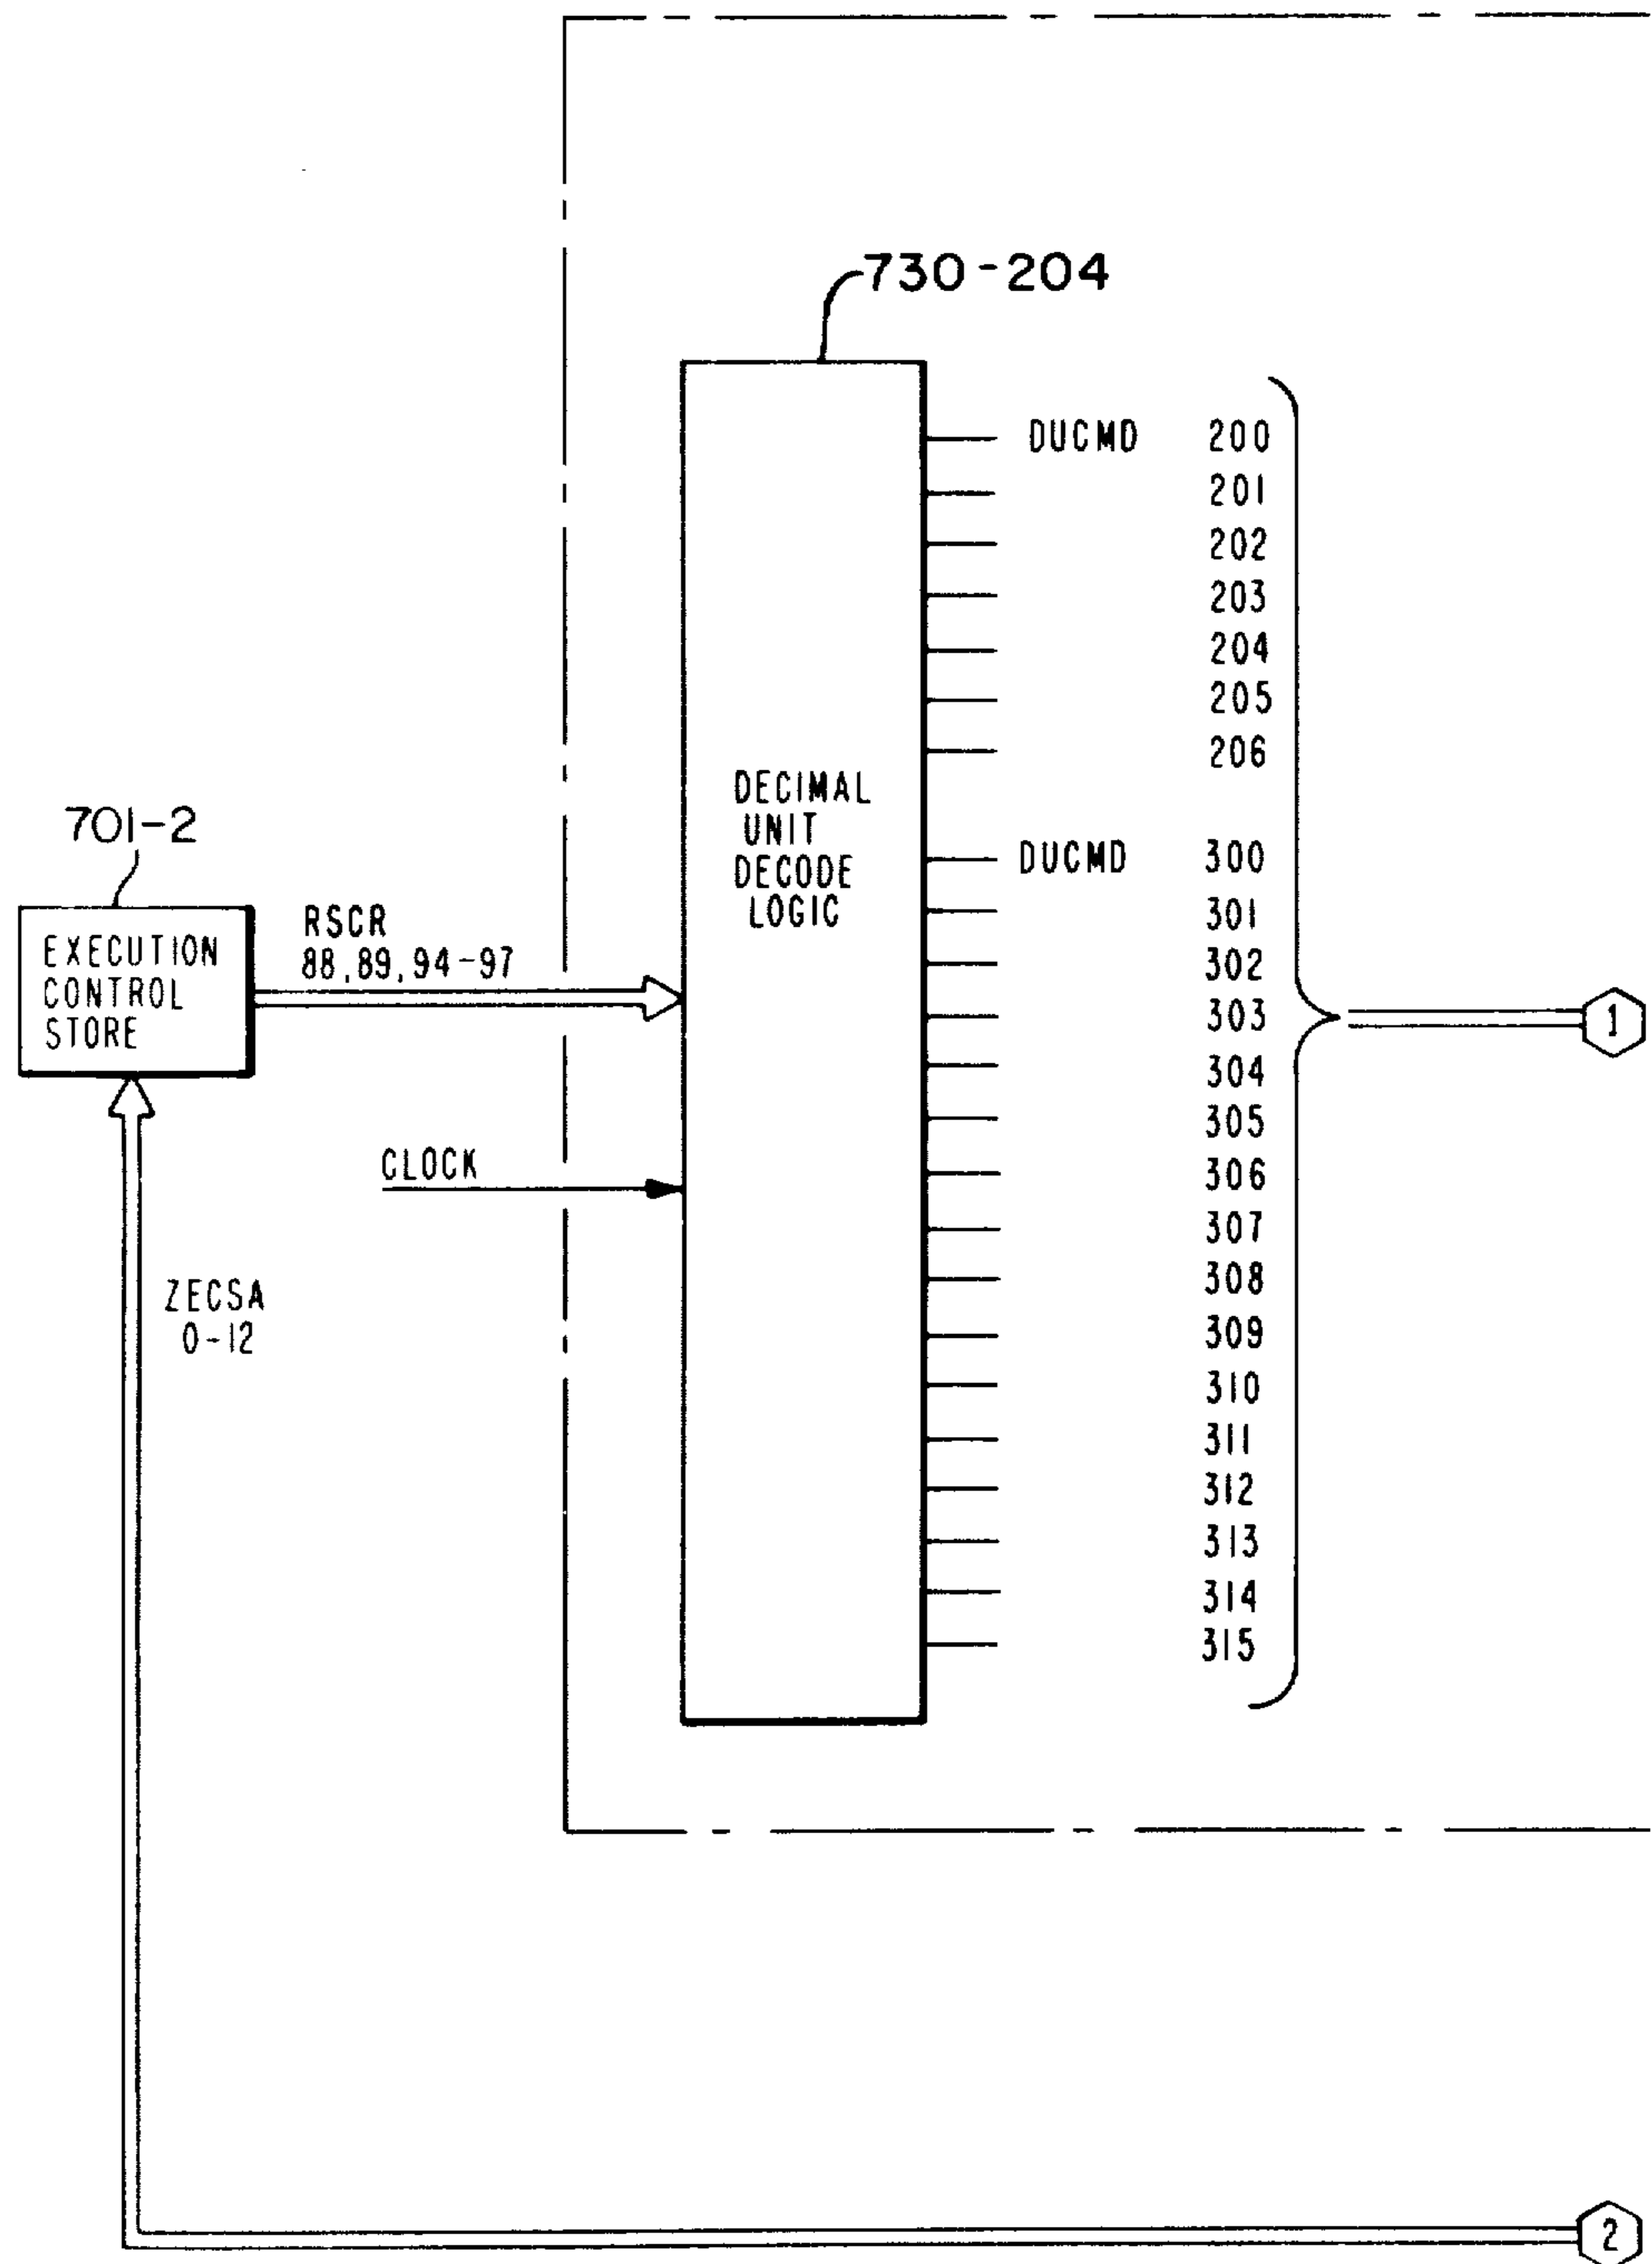 730-204
DUCMD 200
201
202
203
204
205
206
DECIMAL
UNIT
DECODE
LOGIC
701-2
DUCMD 300
301
302
303
304
305
306
307
308
309
310
311
312
313
314
315
EXECUTION
CONTROL
STORE
RSCR
88,89,94-97
1
CLOCK
ZECSA
0-12
2